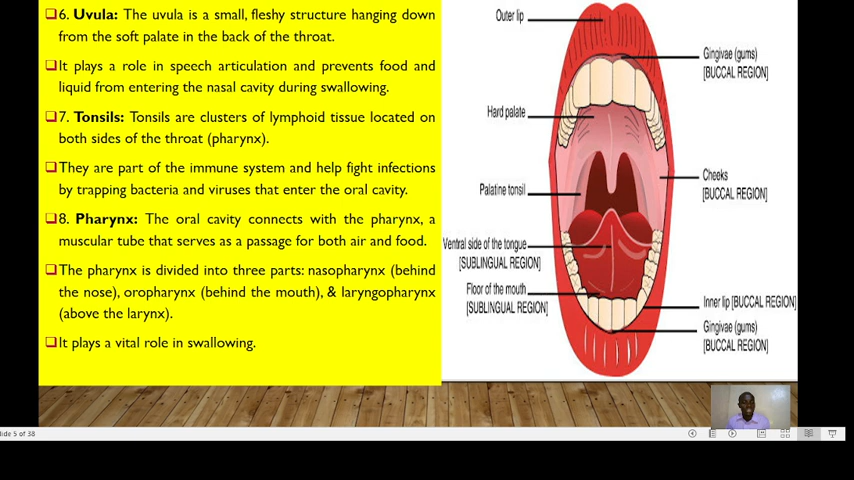 6. Uvula: The uvula is a small, fleshy structure hanging down
from the soft palate in the back of the throat.
It plays a role in speech articulation and prevents food and
liquid from entering the nasal cavity during swallowing.
7. Tonsils: Tonsils are clusters of lymphoid tissue located on
both sides of the throat (pharynx).
They are part of the immune system and help fight infections
by trapping bacteria and viruses that enter the oral cavity.
8. Pharynx: The oral cavity connects with the pharynx, a
muscular tube that serves as a passage for both air and food.
The pharynx is divided into three parts: nasopharynx (behind
the nose), oropharynx (behind the mouth), & laryngopharynx
(above the larynx).
It plays a vital role in swallowing.
Outer lip
Gingivae (gums)
[BUCCAL REGION]
Hard palate
Cheeks
[BUCCAL REGION]
Palatine tonsil
Ventral side of the tongue
[SUBLINGUAL REGION]
Floor of the mouth
[SUBLINGUAL REGION]
Inner lip [BUCCAL REGION]
Gingivae (gums)
[BUCCAL REGION]
lide 5 of 38